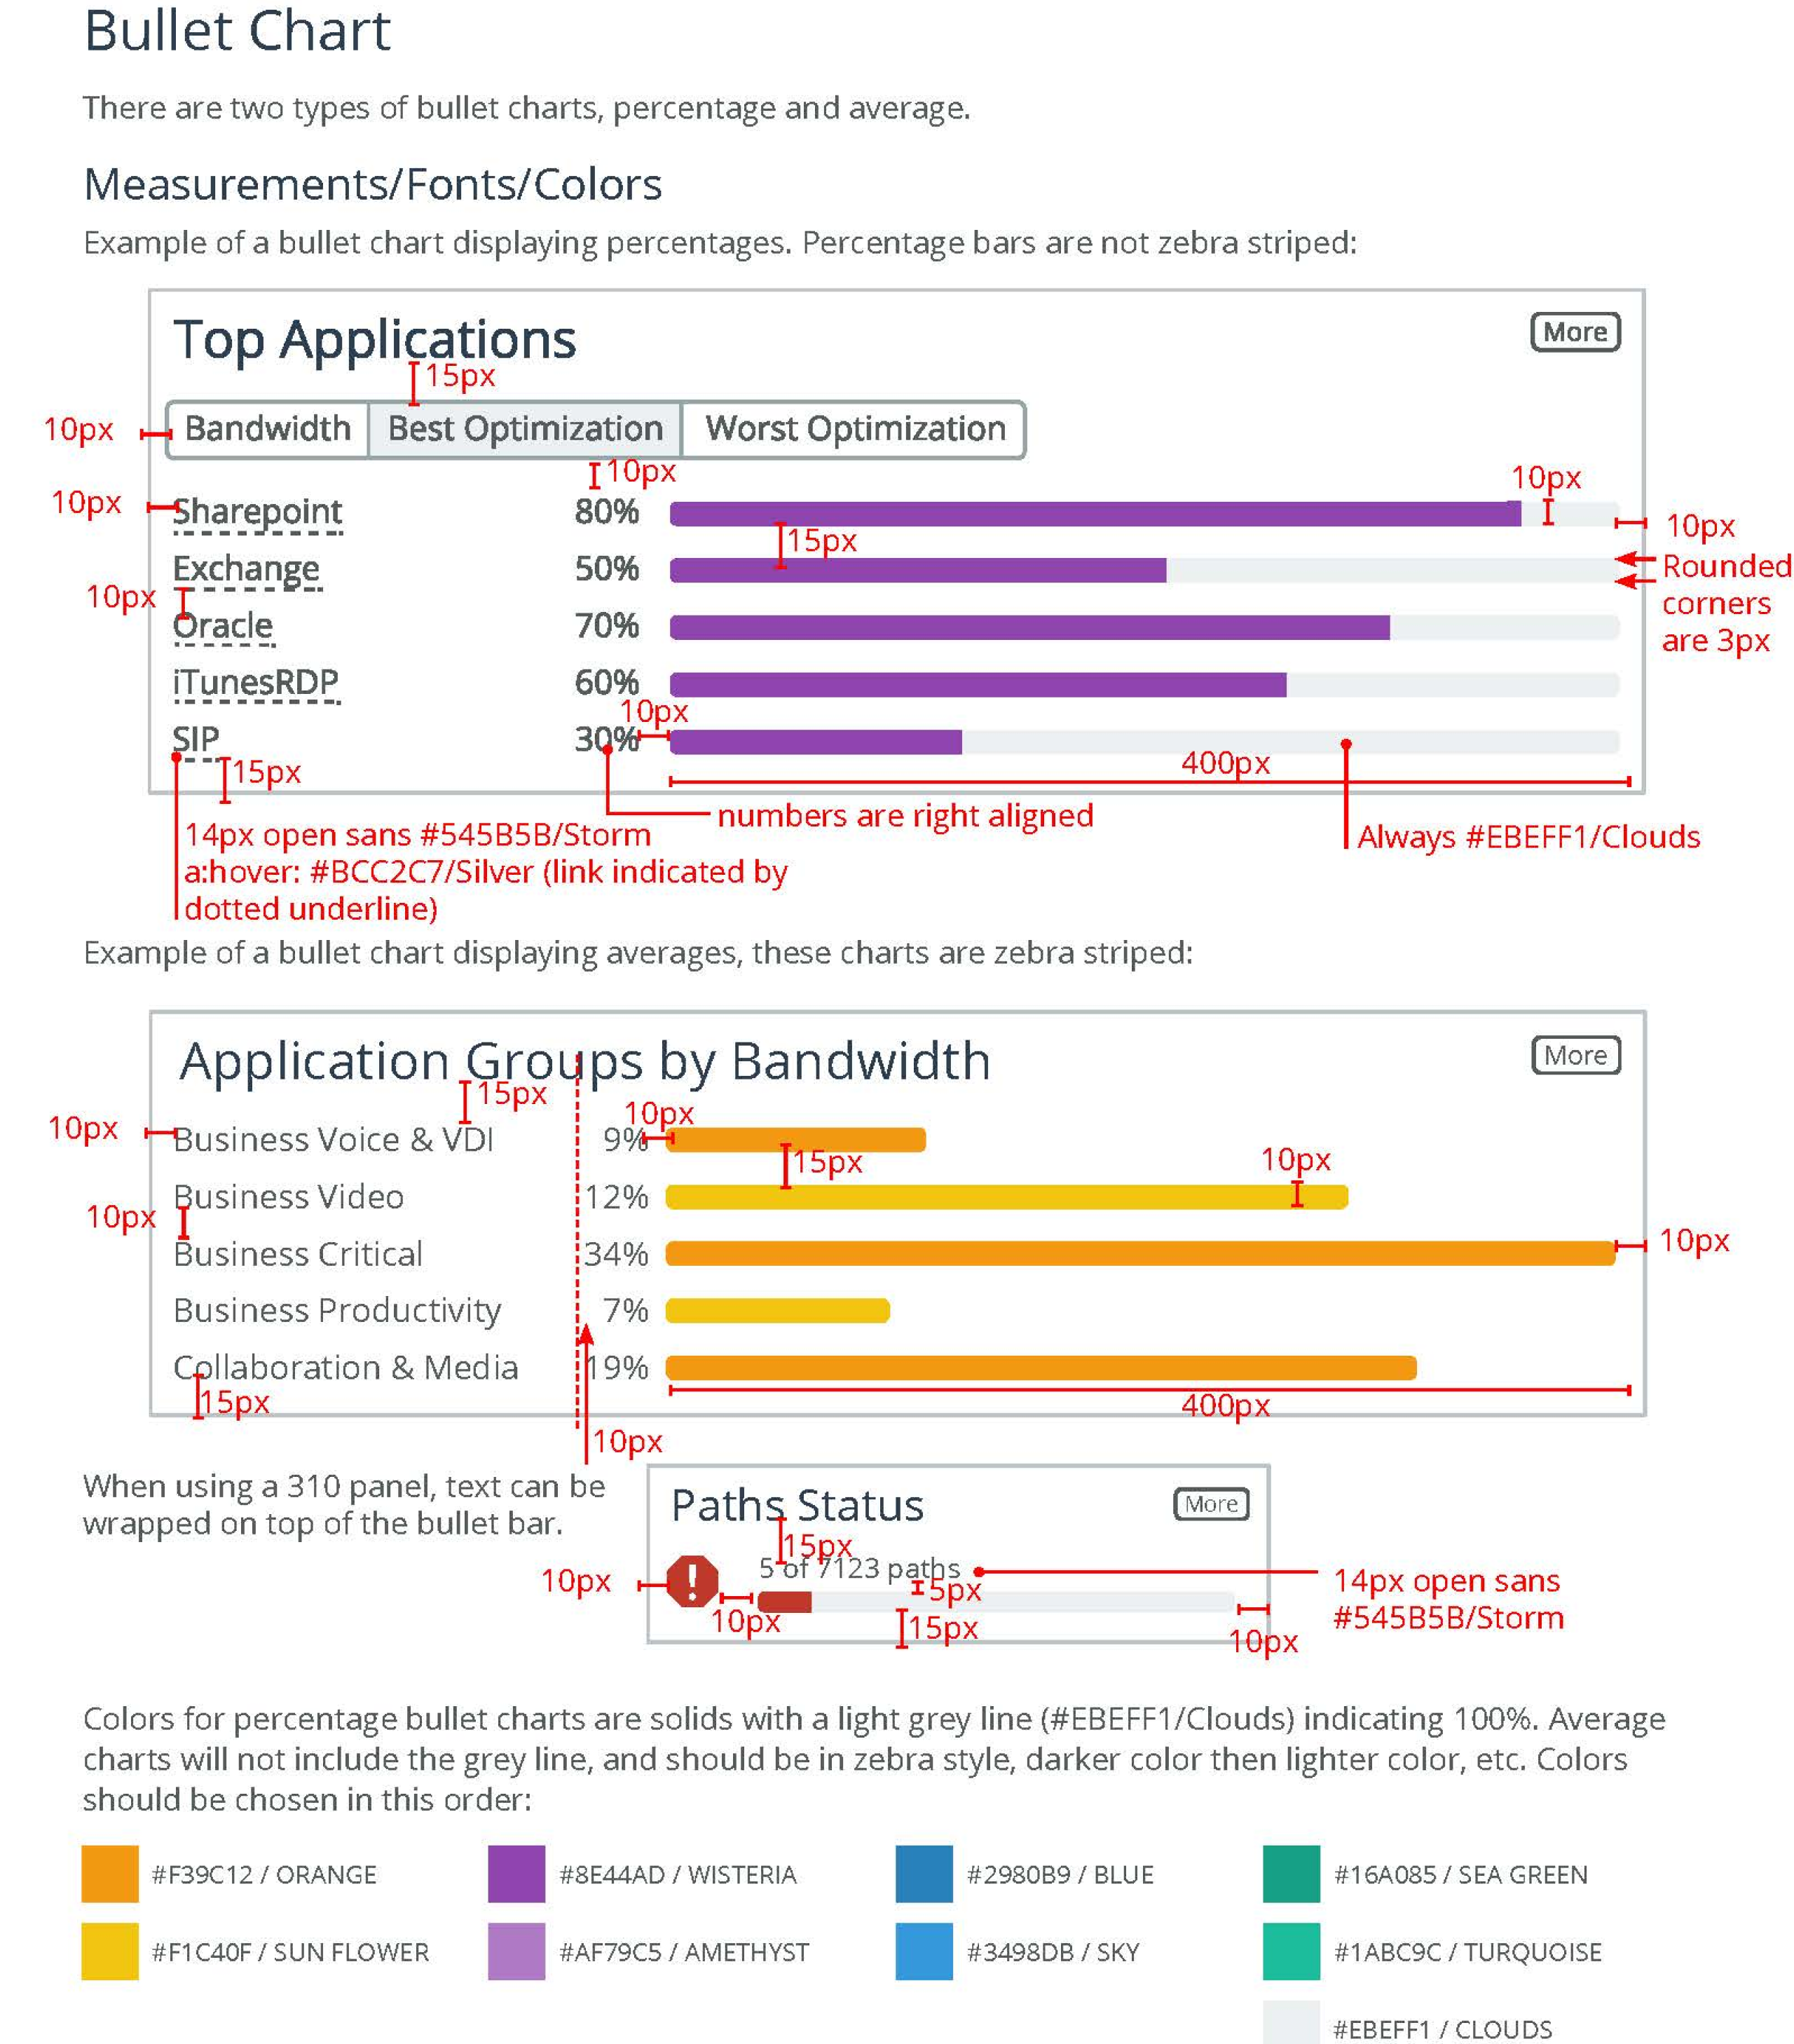 Bullet Chart
There are two types of bullet charts, percentage and average.
Measurements/Fonts/Colors
Example of a bullet chart displaying percentages. Percentage bars are not zebra striped:
Top Applications
More
15px
10px
Bandwidth
Best Optimization
Worst Optimization
10px
10px
10px
Sharepoint
80%
10px
15px
Exchange
50%
Rounded
corners
are 3px
10px
Oracle
70%
iTunesRDP
60%
10px
SIP
30%
400px
15px
numbers are right aligned
14px open sans #545B5B/Storm
a:hover: #BCC2C7/Silver (link indicated by
dotted underline)
Always #EBEFF1/Clouds
Example of a bullet chart displaying averages, these charts are zebra striped:
Application Groups by Bandwidth
More
15px
10px
10px
Business Voice & VDI
9%
15px
10px
Business Video
12%
10px
Business Critical
34%
10px
Business Productivity
7%
Collaboration & Media
19%
15px
400px
10px
When using a 310 panel, text can be
wrapped on top of the bullet bar.
Paths Status
More
15px
5 of 7123 paths
10px
5px
10px
15px
10px
14px open sans
#545B5B/Storm
Colors for percentage bullet charts are solids with a light grey line (#EBEFF1/Clouds) indicating 100%. Average
charts will not include the grey line, and should be in zebra style, darker color then lighter color, etc. Colors
should be chosen in this order:
#F39C12 / ORANGE
#8E44AD / WISTERIA
#2980B9 / BLUE
#16A085 / SEA GREEN
#F1C40F / SUN FLOWER
#AF79C5 / AMETHYST
#3498DB / SKY
#1ABC9C / TURQUOISE
#EBEFF1 / CLOUDS